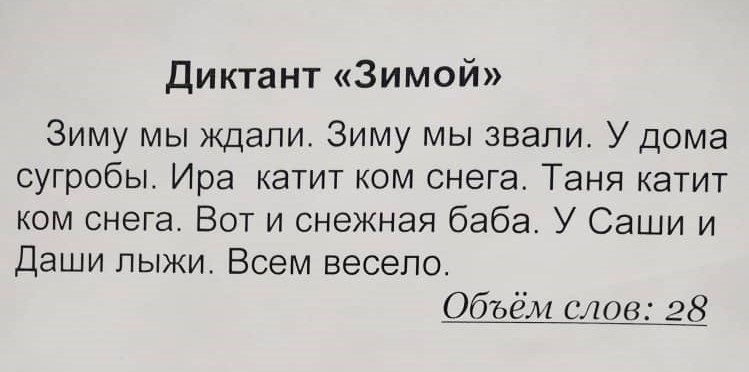 Диктант «Зимой»
Зиму мы ждали. Зиму мы звали. У дома
сугробы. Ира катит ком снега. Таня катит
ком снега. Вот и снежная баба. У Саши и
Даши лыжи. Всем весело.
Объём слов: 28